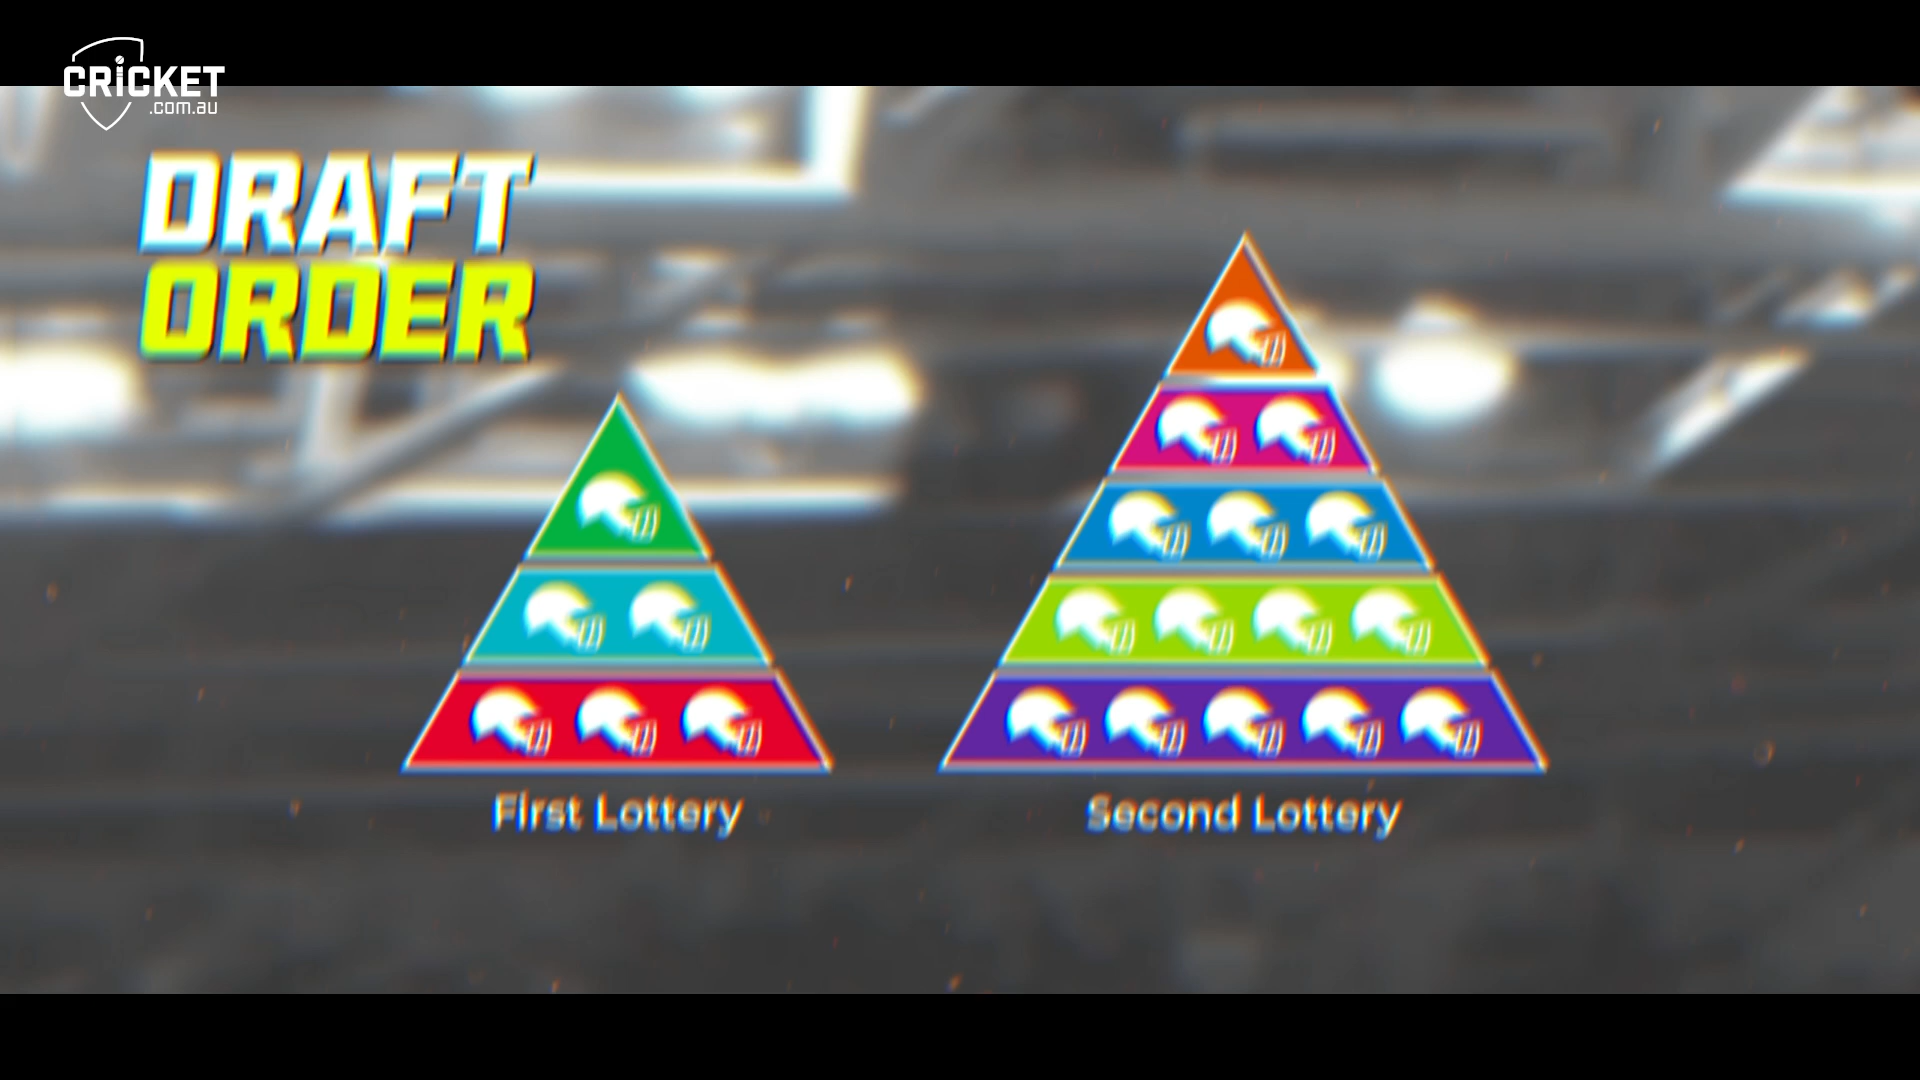 CRICKET
.com.au
DRAFT
ORDER
First Lottery
Second Lottery